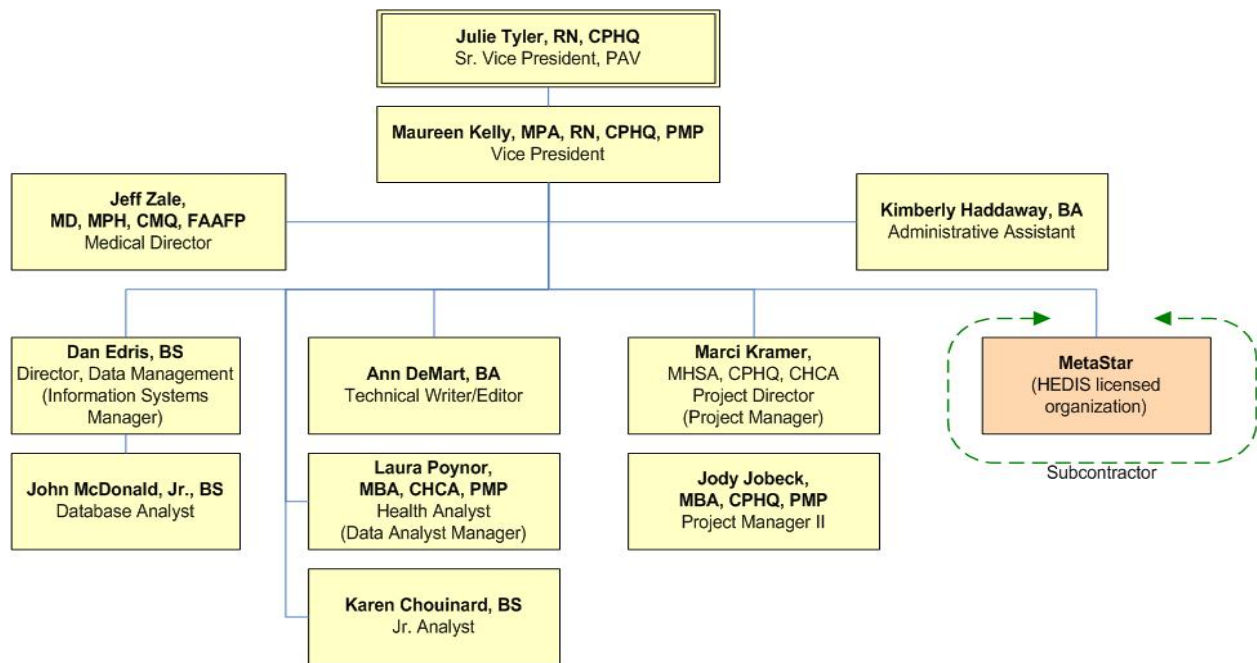 Julie Tyler, RN, CPHQ
Sr. Vice President, PAV
Maureen Kelly, MPA, RN, CPHQ, PMP
Vice President
Jeff Zale,
MD, MPH, CMQ, FAAFP
Medical Director
Kimberly Haddaway, BA
Administrative Assistant
Dan Edris, BS
Director, Data Management
(Information Systems
Manager)
Ann DeMart, BA
Technical Writer/Editor
Marci Kramer,
MHSA, CPHQ, CHCA
Project Director
(Project Manager)
MetaStar
(HEDIS licensed
organization)
Subcontractor
John McDonald, Jr., BS
Database Analyst
Laura Poynor,
MBA, CHCA, PMP
Health Analyst
(Data Analyst Manager)
Jody Jobeck,
MBA, CPHQ, PMP
Project Manager II
Karen Chouinard, BS
Jr. Analyst